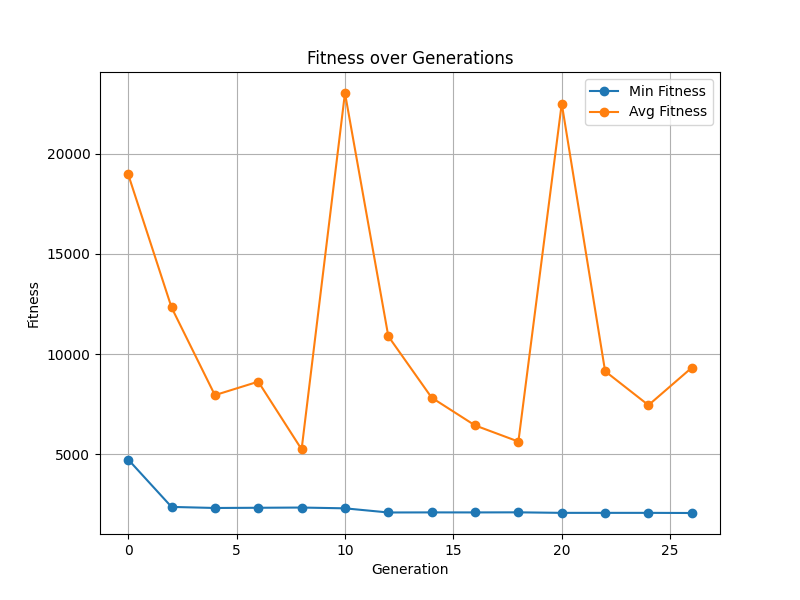 Fitness over Generations
Min Fitness
Avg Fitness
20000
15000
10000
5000
Fitness
0 5 10 15 20 25
Generation